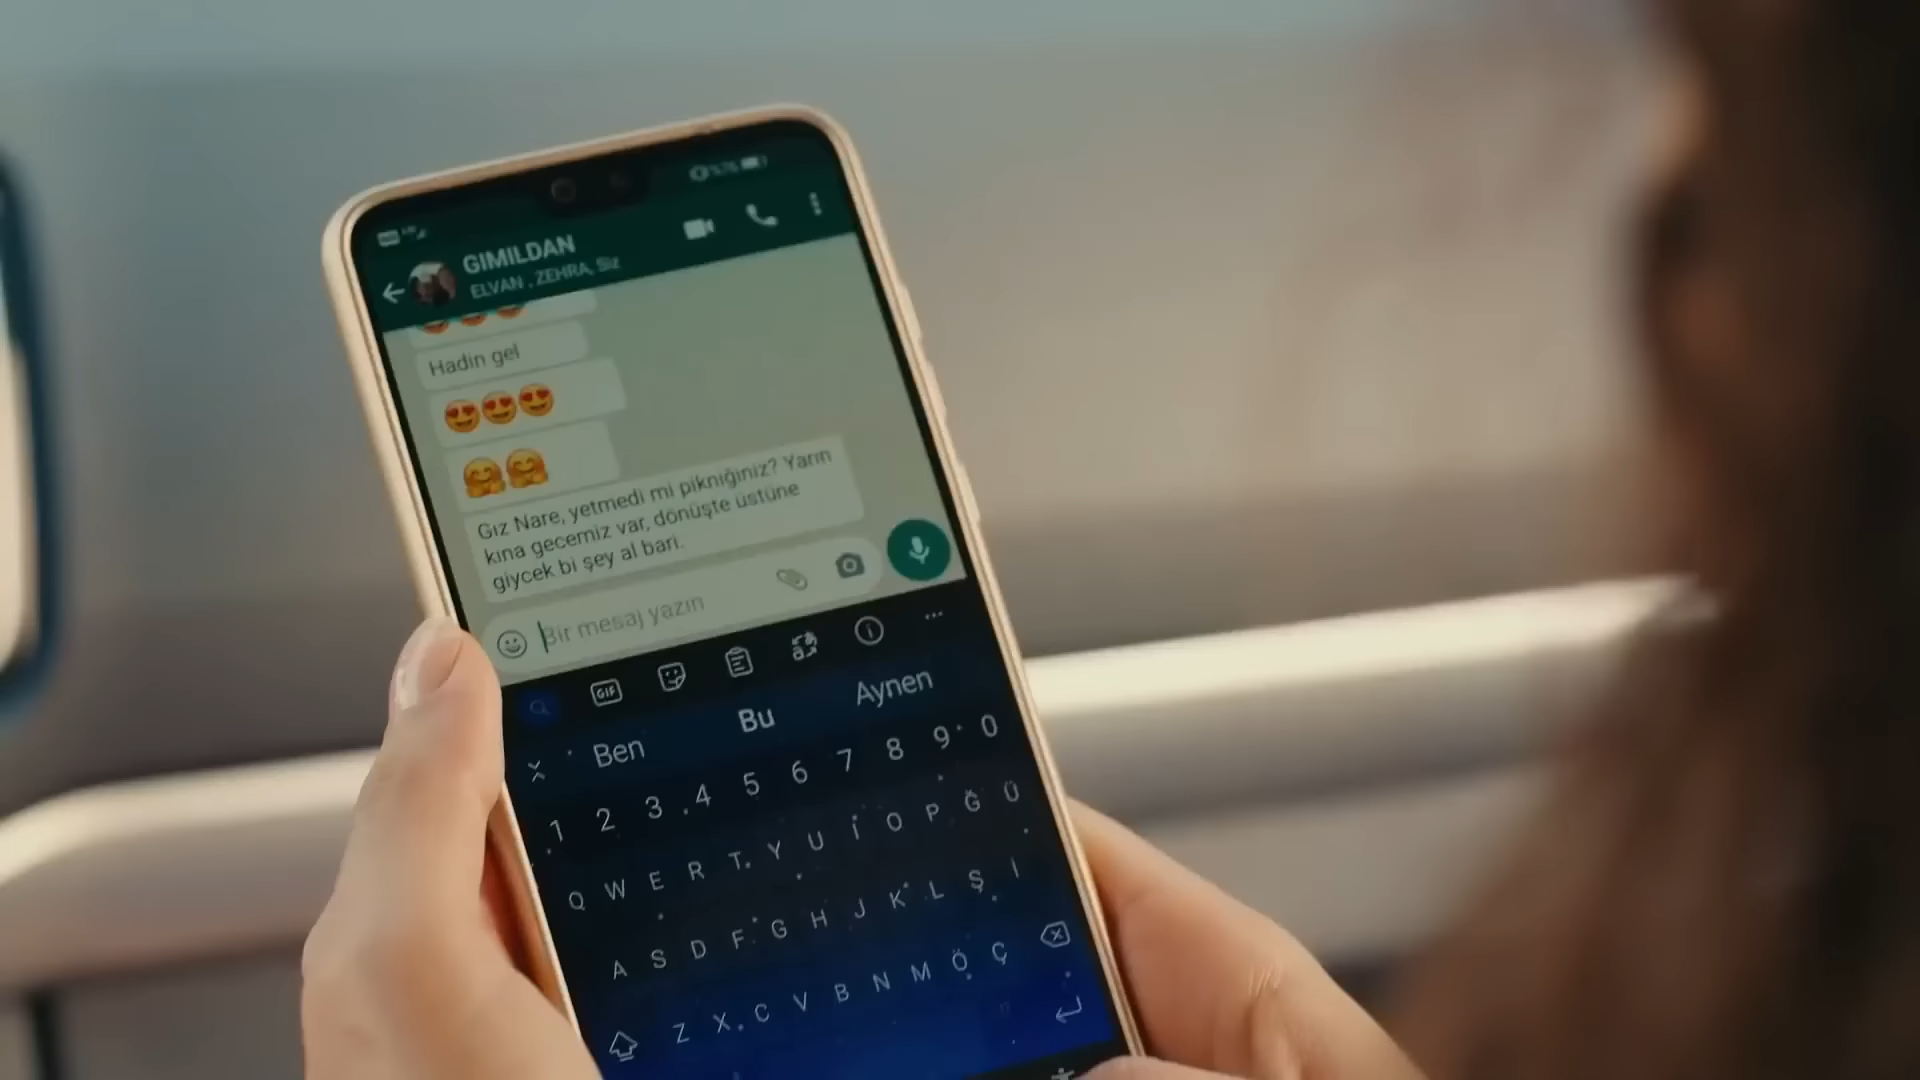 GIMILDAN
ELVAN , ZEHRA, Siz
Hadin gel
Gız Nare, yetmedi mi pikniğiniz? Yarın
kına gecemiz var, dönüşte üstüne
giycek bi şey al bari.
Bir mesaj yazın
GIF
Ben Bu Aynen
1 2 3 4 5 6 7 8 9 0
Q W E R T Y U I O P Ğ Ü
A S D F G H J K L Ş İ
Z X C V B N M Ö Ç